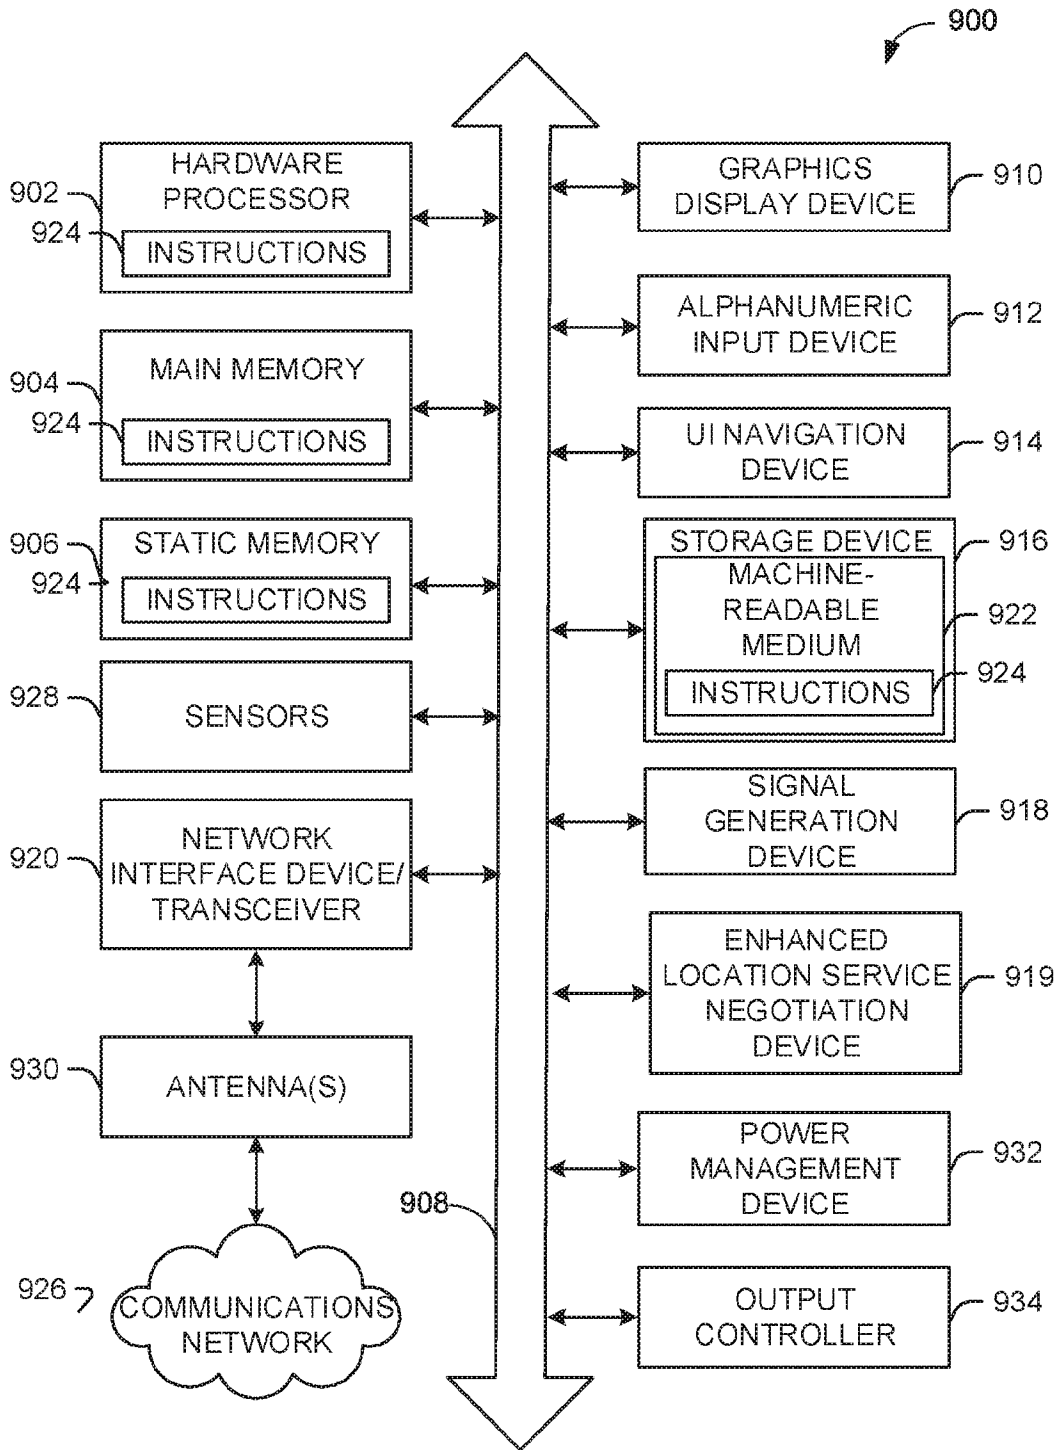 900
HARDWARE
PROCESSOR
902
924
INSTRUCTIONS
MAIN MEMORY
904
924
INSTRUCTIONS
906
STATIC MEMORY
924
INSTRUCTIONS
928
SENSORS
NETWORK
920
INTERFACE DEVICE/
TRANSCEIVER
930
ANTENNA(S)
908
926
COMMUNICATIONS
NETWORK
GRAPHICS
DISPLAY DEVICE
910
ALPHANUMERIC
INPUT DEVICE
912
UI NAVIGATION
DEVICE
914
STORAGE DEVICE
916
MACHINE-
READABLE
MEDIUM
922
INSTRUCTIONS
924
SIGNAL
GENERATION
DEVICE
918
ENHANCED
LOCATION SERVICE
NEGOTIATION
DEVICE
919
POWER
MANAGEMENT
DEVICE
932
OUTPUT
CONTROLLER
934